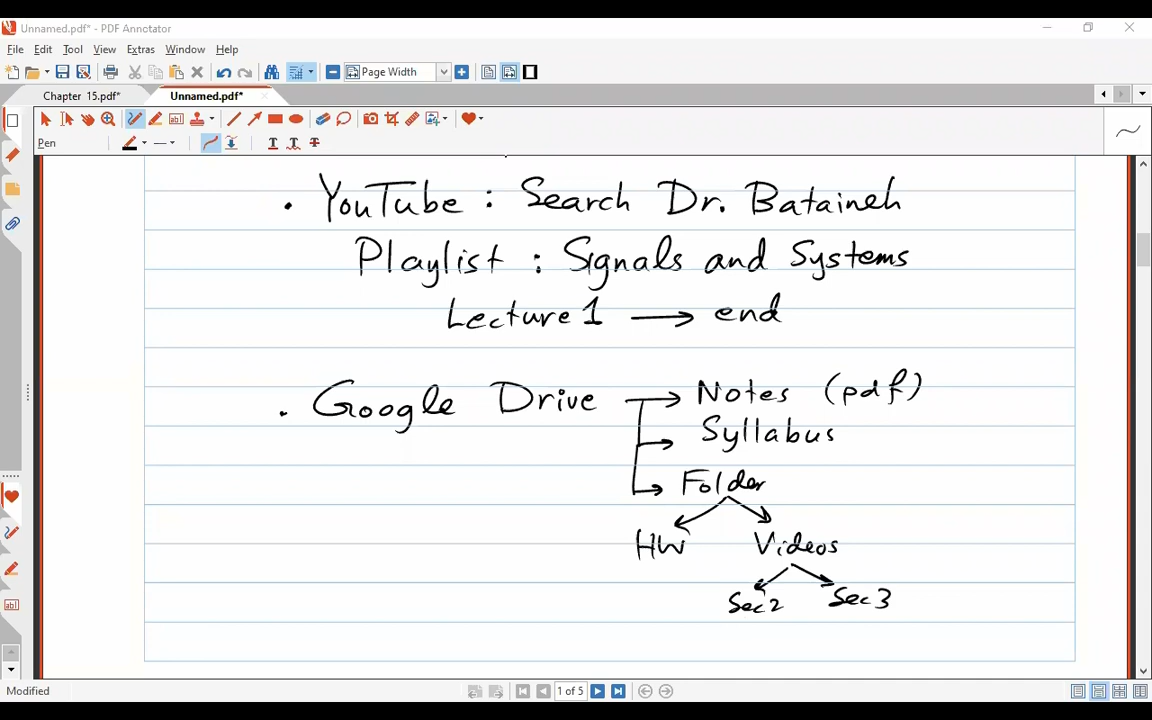 Unnamed.pdf* - PDF Annotator
File Edit Tool View Extras Window Help
Page Width
Chapter 15.pdf* Unnamed.pdf*
Pen
. YouTube : Search Dr. Bataineh
Playlist : Signals and Systems
Lecture 1 → end
. Google Drive → Notes (pdf)
→ Syllabus
→ Folder
HW Videos
Sec 2 Sec 3
Modified 1 of 5